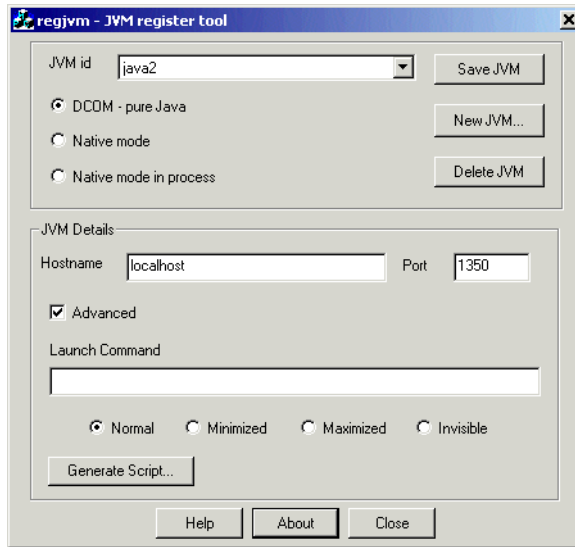 regjvm - JVM register tool
JVM id java2 Save JVM
DCOM - pure Java
New JVM...
Native mode
Native mode in process Delete JVM
JVM Details
Hostname localhost Port 1350
Advanced
Launch Command
Normal Minimized Maximized Invisible
Generate Script...
Help About Close